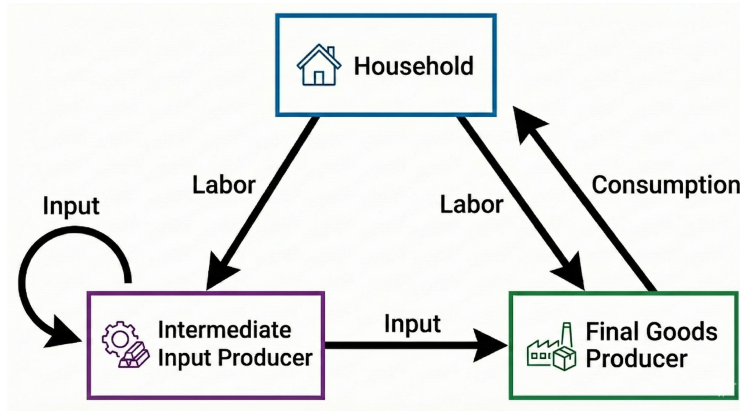 Household
Labor
Labor
Consumption
Input
Intermediate
Input Producer
Input
Final Goods
Producer